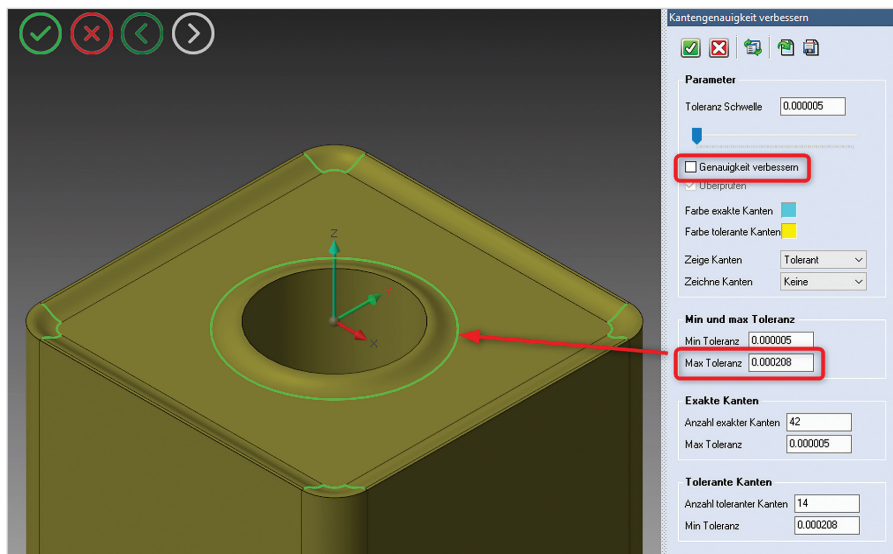 Kantengenauigkeit verbessern
Parameter
Toleranz Schwelle 0.000005
Genauigkeit verbessern
Überprüfen
Farbe exakte Kanten
Farbe tolerante Kanten
Zeige Kanten Tolerant
Zeichne Kanten Keine
Min und max Toleranz
Min Toleranz 0.000005
Max Toleranz 0.000208
Exakte Kanten
Anzahl exakter Kanten 42
Max Toleranz 0.000005
Tolerante Kanten
Anzahl toleranter Kanten 14
Min Toleranz 0.000208
Z
Y
X